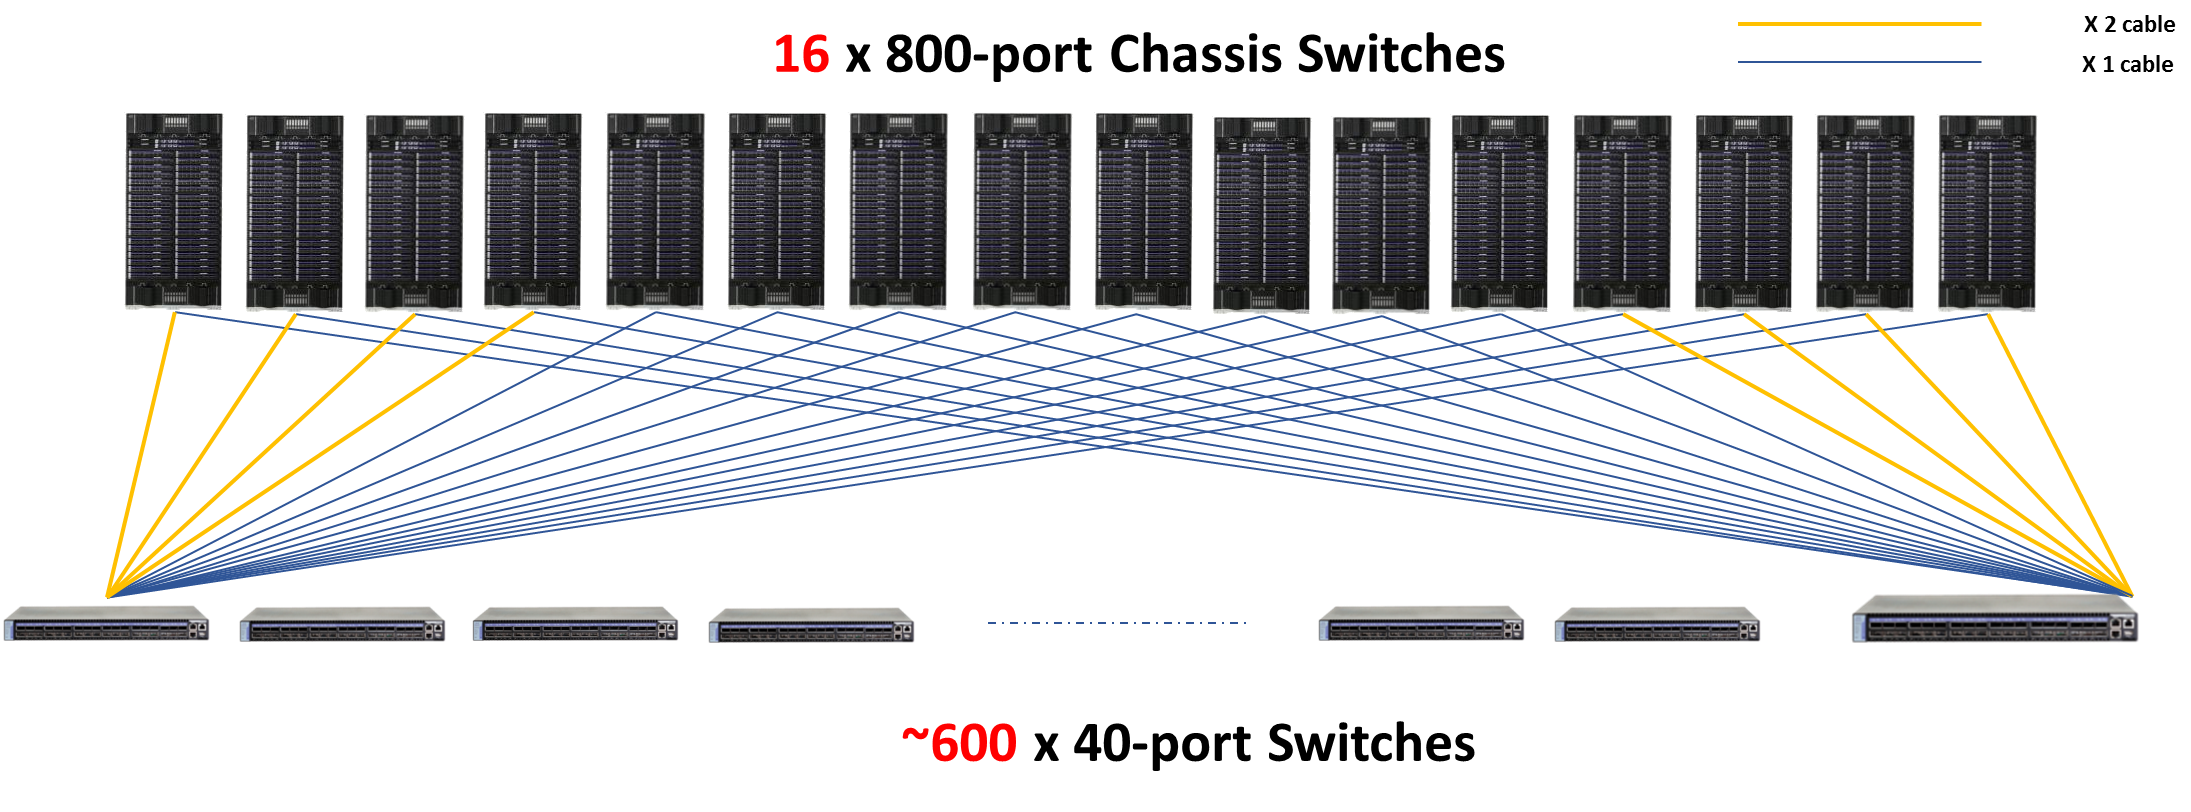 16 x 800-port Chassis Switches
X 2 cable
X 1 cable
~600 x 40-port Switches